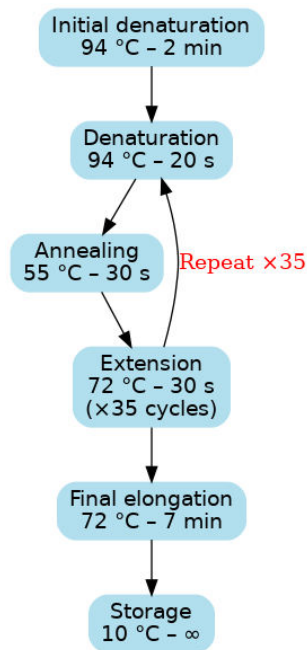 Initial denaturation
94 °C – 2 min
Denaturation
94 °C – 20 s
Annealing
55 °C – 30 s
Repeat ×35
Extension
72 °C – 30 s
(×35 cycles)
Final elongation
72 °C – 7 min
Storage
10 °C – ∞